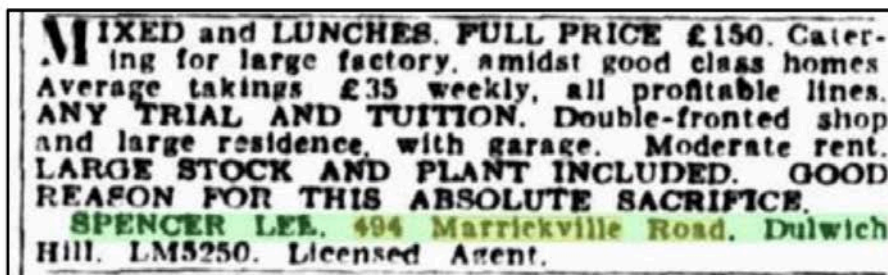 MIXED and LUNCHES. FULL PRICE £150. Cater-
ing for large factory, amidst good class homes
Average takings £35 weekly, all profitable lines.
ANY TRIAL AND TUITION. Double-fronted shop
and large residence, with garage. Moderate rent.
LARGE STOCK AND PLANT INCLUDED. GOOD
REASON FOR THIS ABSOLUTE SACRIFICE.
SPENCER LEE, 494 Marrickville Road, Dulwich
Hill. LM5250. Licensed Agent.